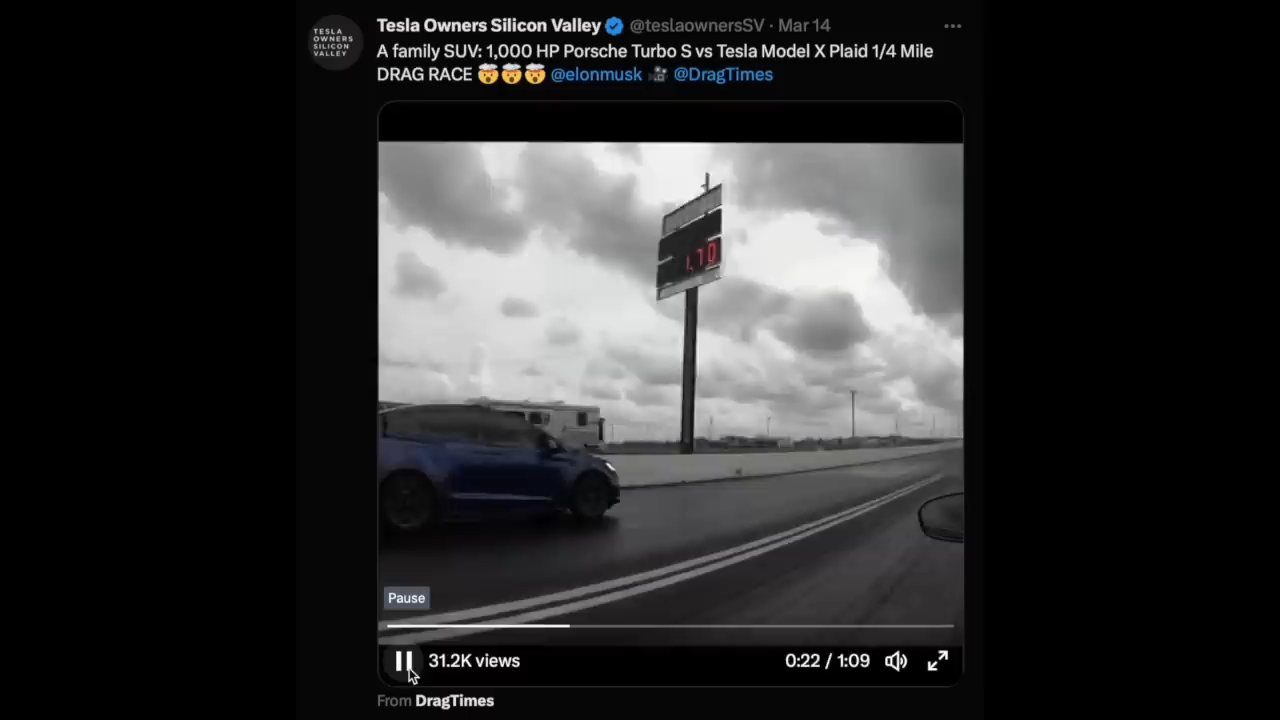 TESLA
OWNERS
SILICON
VALLEY
Tesla Owners Silicon Valley @teslaownersSV · Mar 14
A family SUV: 1,000 HP Porsche Turbo S vs Tesla Model X Plaid 1/4 Mile
DRAG RACE 🤯🤯🤯 @elonmusk 🎥 @DragTimes
1.70
Pause
31.2K views
0:22 / 1:09
From DragTimes